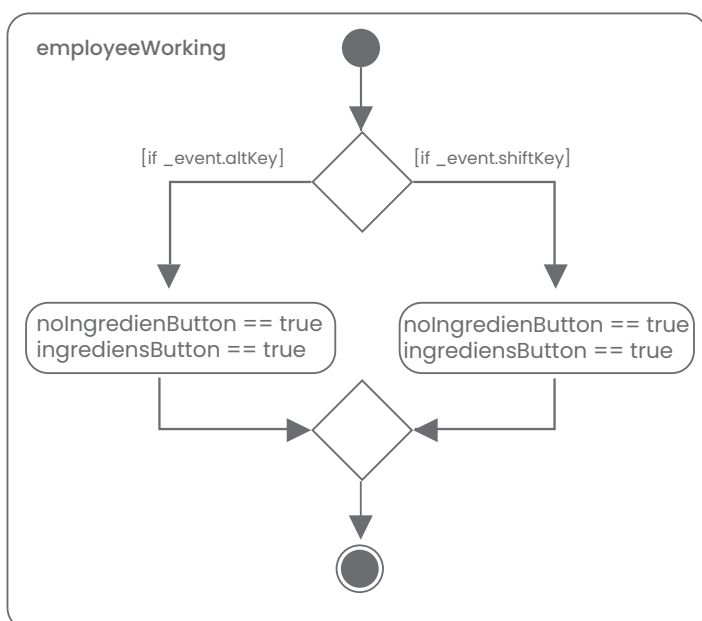 employeeWorking
[if _event.altKey]
[if _event.shiftKey]
noIngredienButton == true
ingrediensButton == true
noIngredienButton == true
ingrediensButton == true